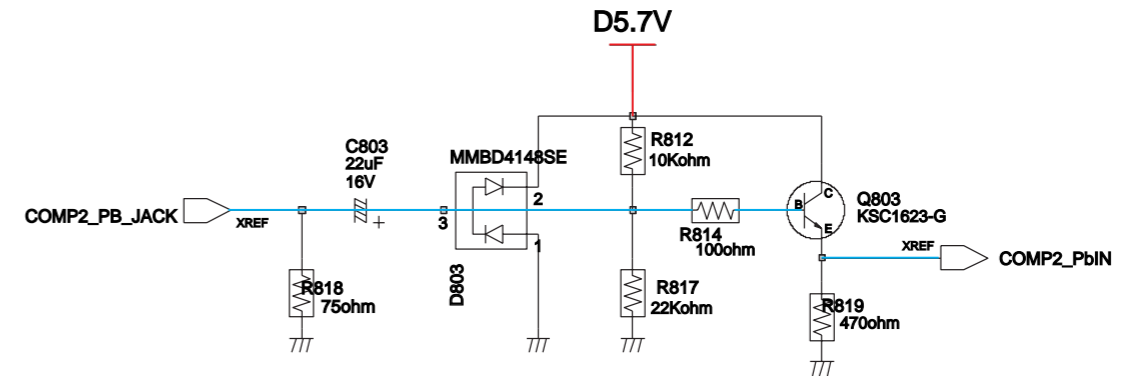 D5.7V
C803
22uF
16V
MMBD4148SE
R812
10Kohm
COMP2_PB_JACK
XREF
+
3
2
1
D803
R814
100ohm
B
C
E
Q803
KSC1623-G
XREF
COMP2_PbIN
R818
75ohm
R817
22Kohm
R819
470ohm